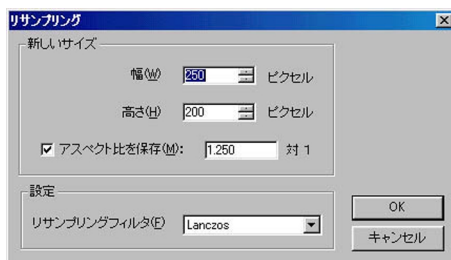 リサンプリング
新しいサイズ
幅(W) 250 ピクセル
高さ(H) 200 ピクセル
アスペクト比を保存(M): 1.250 対 1
設定
リサンプリングフィルタ(F) Lanczos
OK
キャンセル